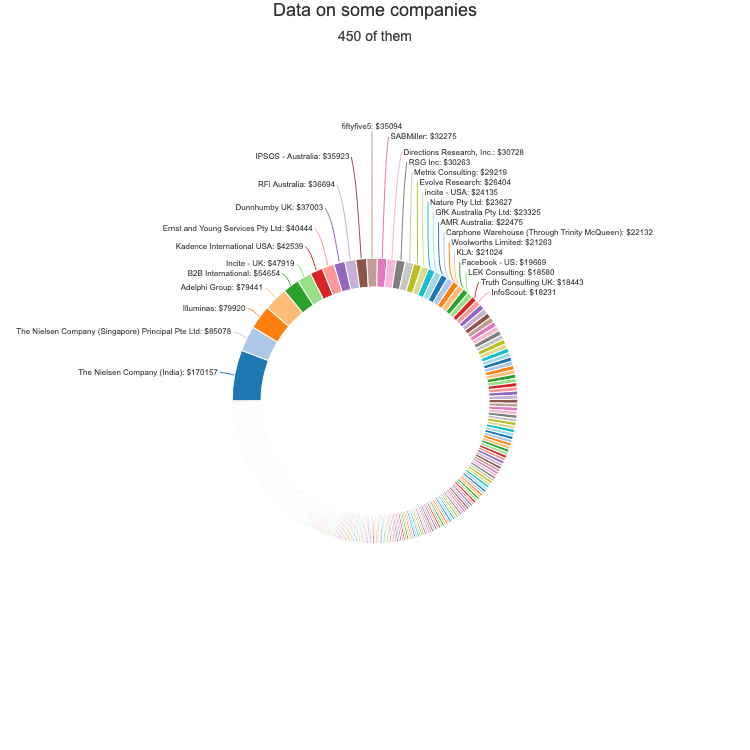 Data on some companies
450 of them
fiftyfive5: $35094
SABMiller: $32275
IPSOS - Australia: $35923
Directions Research, Inc.: $30728
RSG Inc: $30263
Metrix Consulting: $29219
RFi Australia: $36694
Evolve Research: $26404
incite - USA: $24135
Nature Pty Ltd: $23627
Dunnhumby UK: $37003
GfK Australia Pty Ltd: $23325
AMR Australia: $22475
Ernst and Young Services Pty Ltd: $40444
Carphone Warehouse (Through Trinity McQueen): $22132
Woolworths Limited: $21263
Kadence International USA: $42539
KLA: $21024
Incite - UK: $47919
Facebook - US: $19669
B2B International: $54654
LEK Consulting: $18580
Truth Consulting UK: $18443
Adelphi Group: $79441
InfoScout: $18231
Illuminas: $79920
The Nielsen Company (Singapore) Principal Pte Ltd: $85078
The Nielsen Company (India): $170157